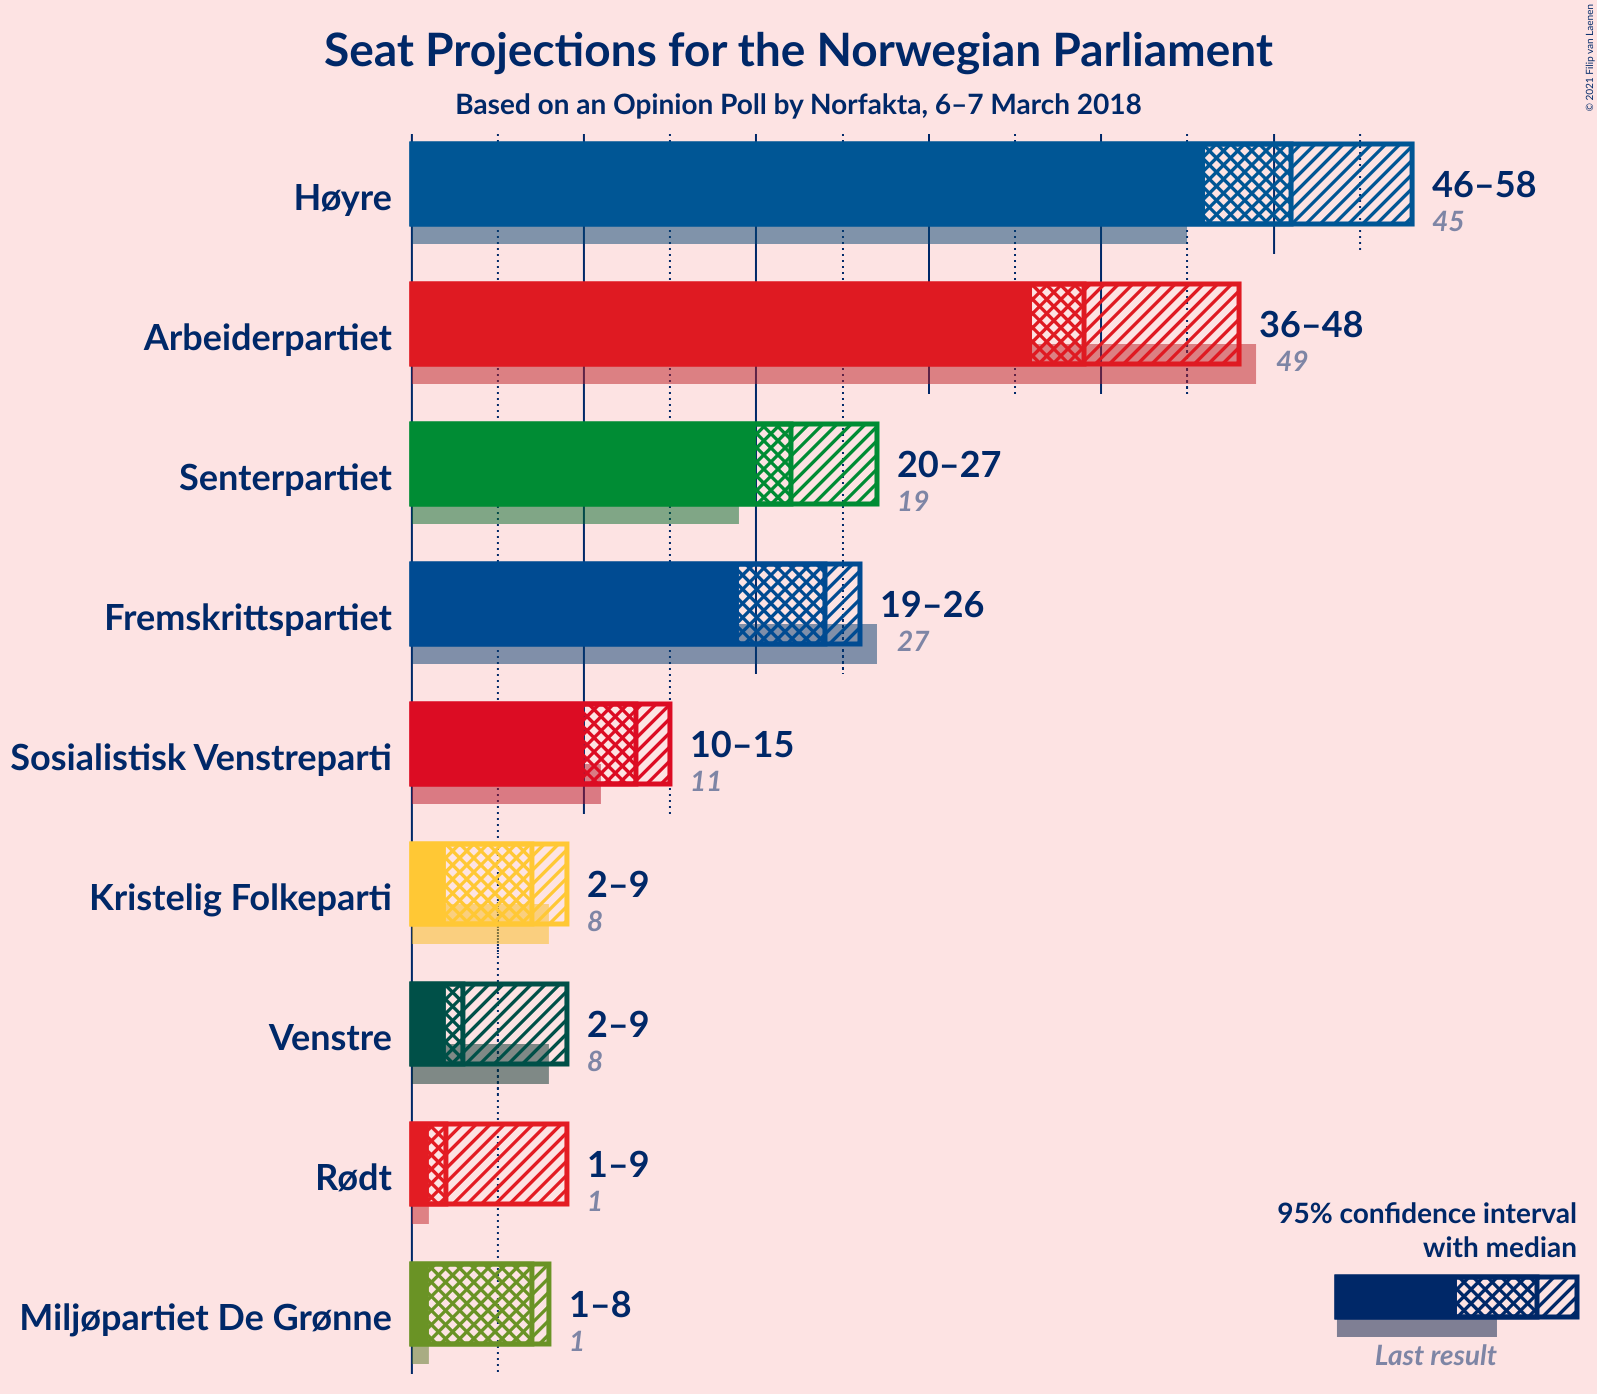 Seat Projections for the Norwegian Parliament
Based on an Opinion Poll by Norfakta, 6–7 March 2018
© 2021 Filip van Laenen
Høyre
46–58
45
Arbeiderpartiet
36–48
49
Senterpartiet
20–27
19
Fremskrittspartiet
19–26
27
Sosialistisk Venstreparti
10–15
11
Kristelig Folkeparti
2–9
8
Venstre
2–9
8
Rødt
1–9
1
Miljøpartiet De Grønne
1–8
1
95% confidence interval
with median
Last result